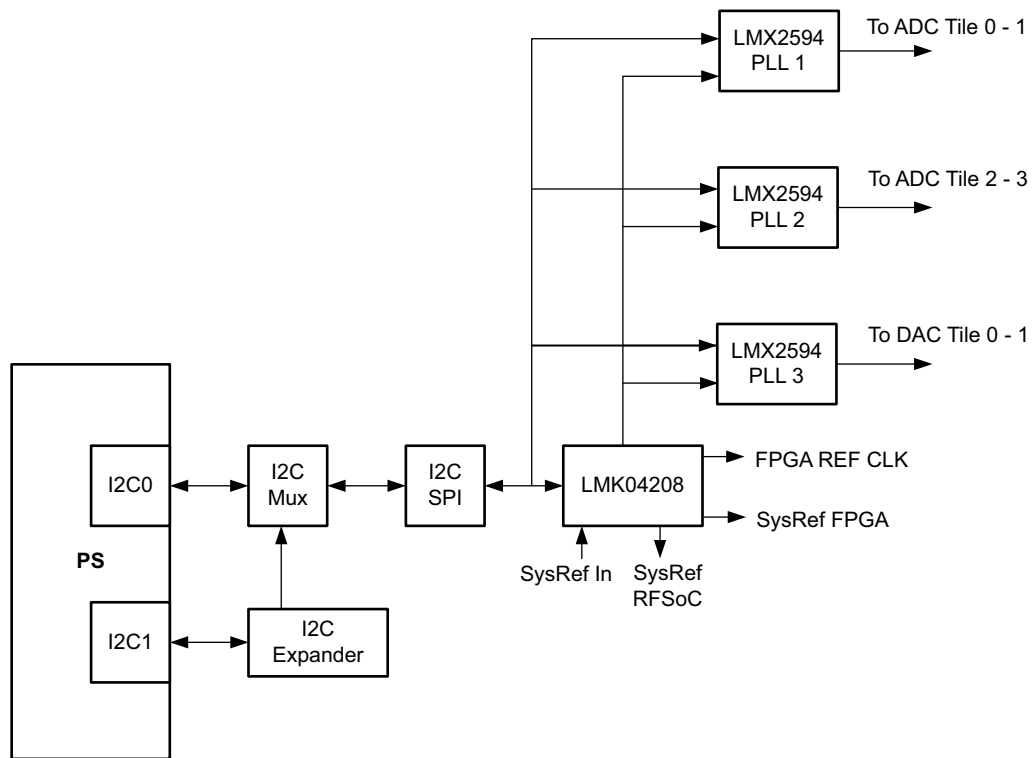 To ADC Tile 0 - 1
LMX2594
PLL 1
To ADC Tile 2 - 3
LMX2594
PLL 2
To DAC Tile 0 - 1
LMX2594
PLL 3
I2C0
I2C
Mux
I2C
SPI
LMK04208
FPGA REF CLK
SysRef FPGA
PS
SysRef In
SysRef
RFSoC
I2C1
I2C
Expander